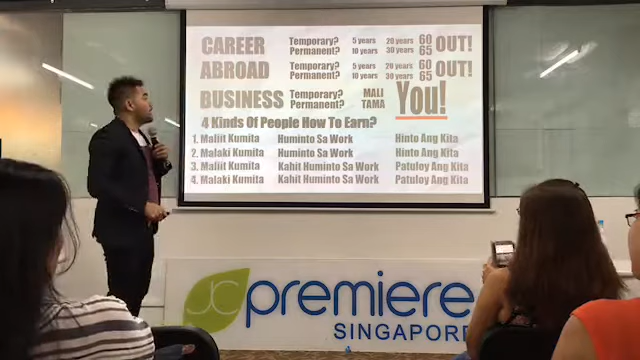 CAREER Temporary? 5 years 20 years 60 OUT!
Permanent? 10 years 30 years 65
ABROAD Temporary? 5 years 20 years 60 OUT!
Permanent? 10 years 30 years 65
BUSINESS Temporary? MALI You!
Permanent? TAMA
4 Kinds Of People How To Earn?
1. Maliit Kumita Huminto Sa Work Hinto Ang Kita
2. Malaki Kumita Huminto Sa Work Hinto Ang Kita
3. Maliit Kumita Kahit Huminto Sa Work Patuloy Ang Kita
4. Malaki Kumita Kahit Huminto Sa Work Patuloy Ang Kita
JC premiere
SINGAPORE